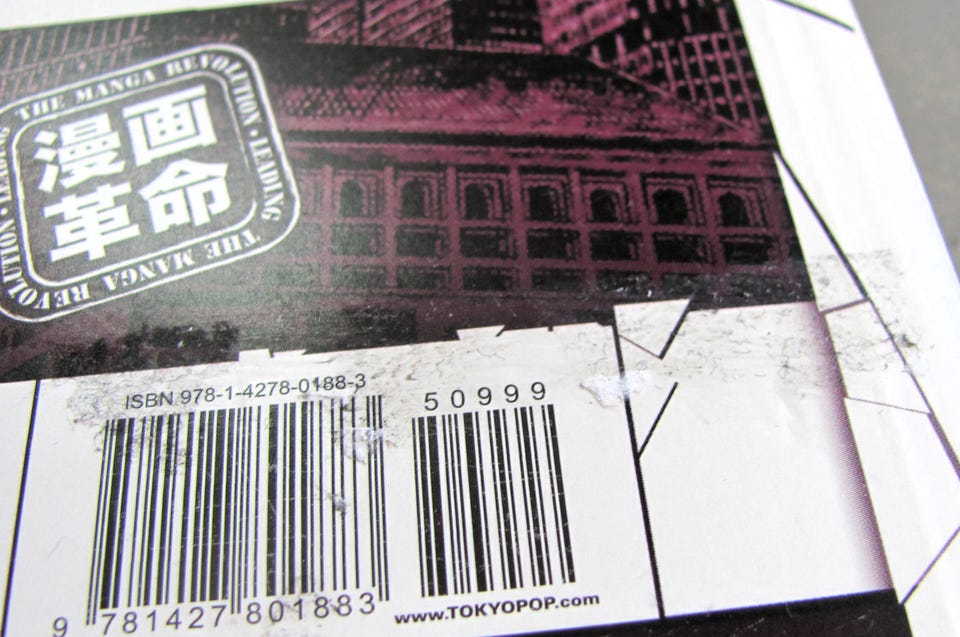 THE MANGA REVOLUTION • LEADING THE MANGA REVOLUTION • LEADING
漫画
革命
ISBN 978-1-4278-0188-3
50999
9 781427 801883
www.TOKYOPOP.com